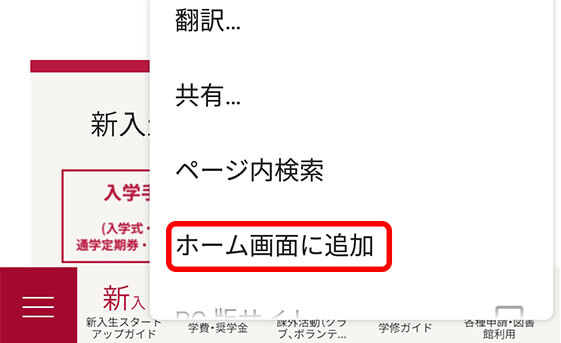 翻訳...
共有...
新入
ページ内検索
入学手
(入学式・
通学定期券・
ホーム画面に追加
新入
PC 版サイト
新入生スタート
アップガイド
学費・奨学金
課外活動（クラ
ブ、ボランテ...
学修ガイド
各種申請・図書
館利用